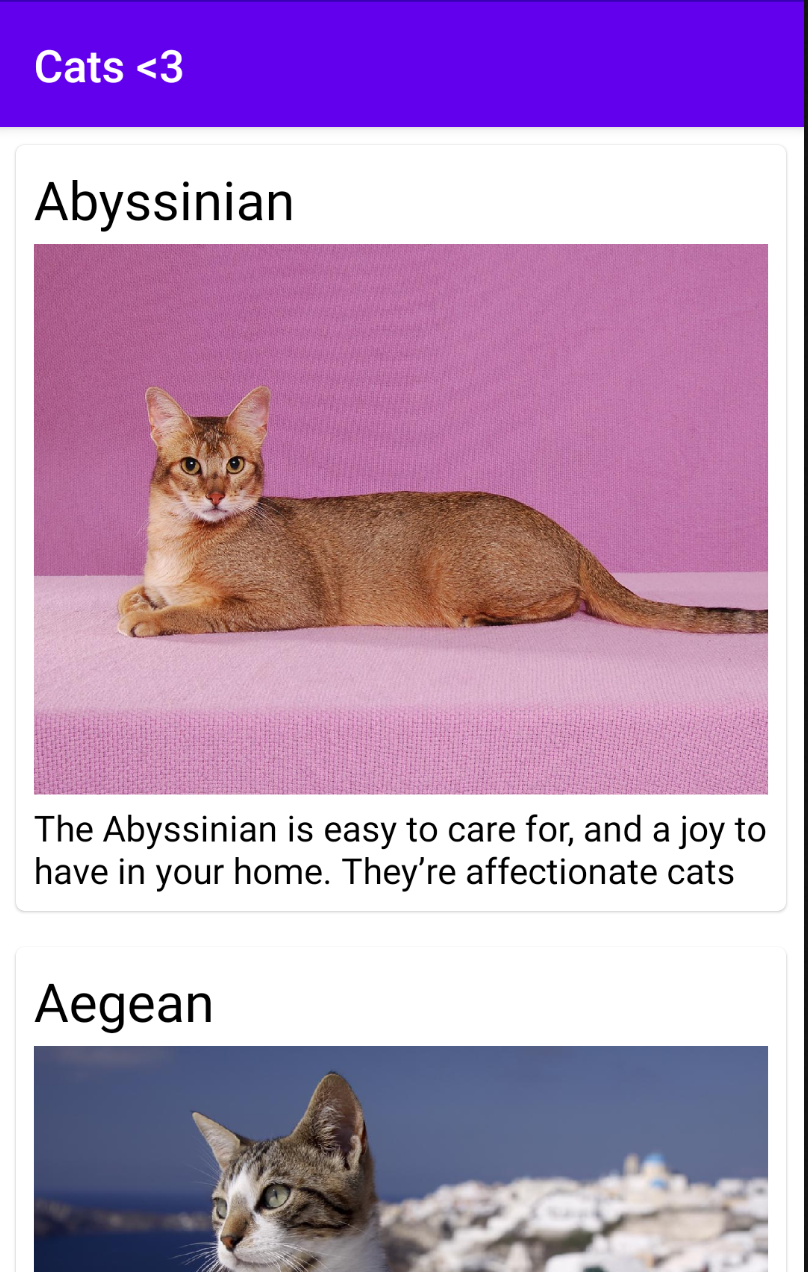 Cats <3
Abyssinian
The Abyssinian is easy to care for, and a joy to
have in your home. They’re affectionate cats
Aegean